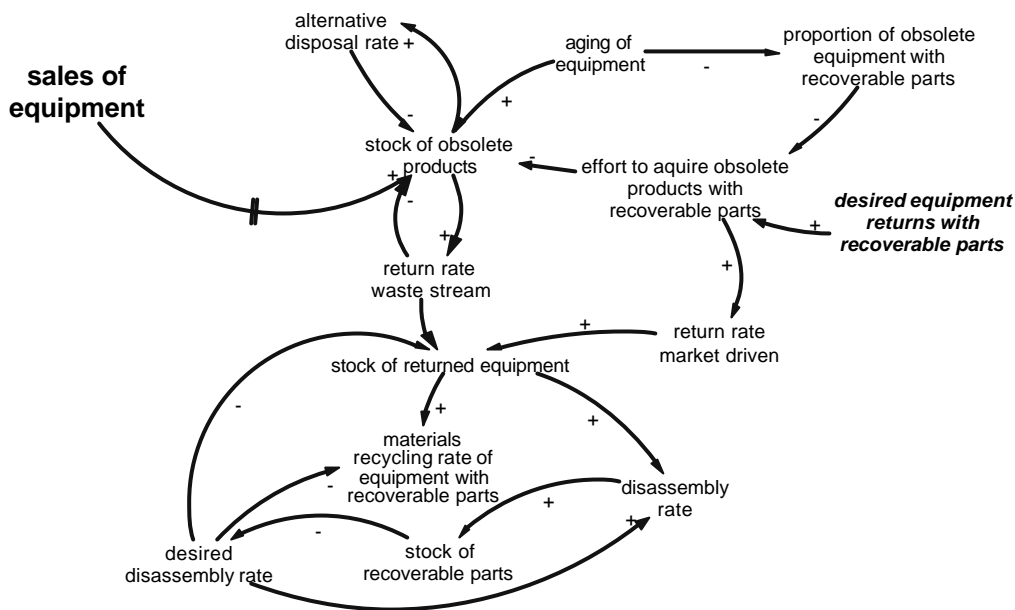 alternative
disposal rate
+
-
aging of
equipment
+
-
proportion of obsolete
equipment with
recoverable parts
-
sales of
equipment
+
stock of obsolete
products
-
-
effort to aquire obsolete
products with
recoverable parts
+
desired equipment
returns with
recoverable parts
+
return rate
waste stream
+
return rate
market driven
+
stock of returned equipment
-
+
+
materials
recycling rate of
equipment with
recoverable parts
-
disassembly
rate
+
+
-
stock of
recoverable parts
desired
disassembly rate